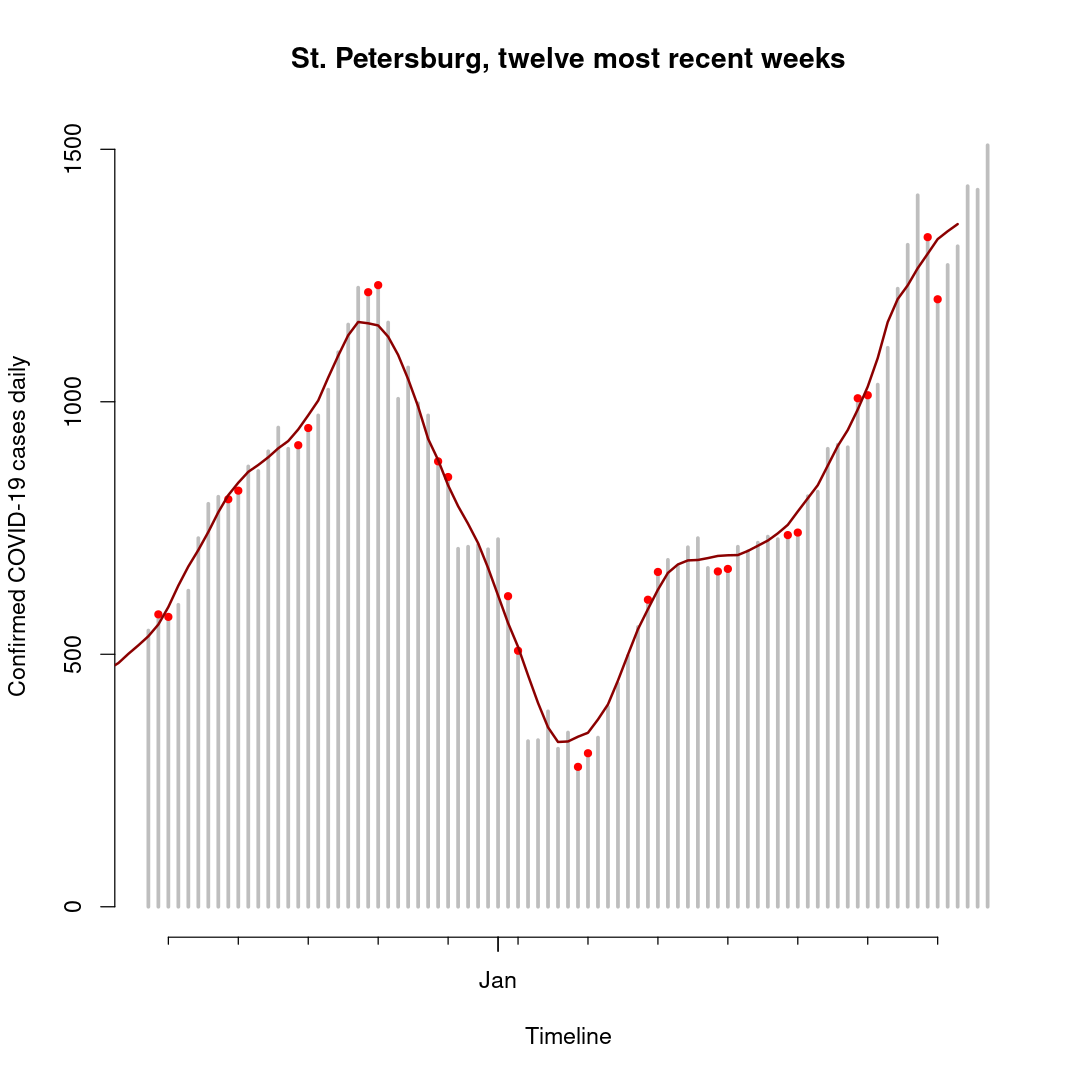 St. Petersburg, twelve most recent weeks
Confirmed COVID-19 cases daily
1500
1000
500
0
Jan
Timeline